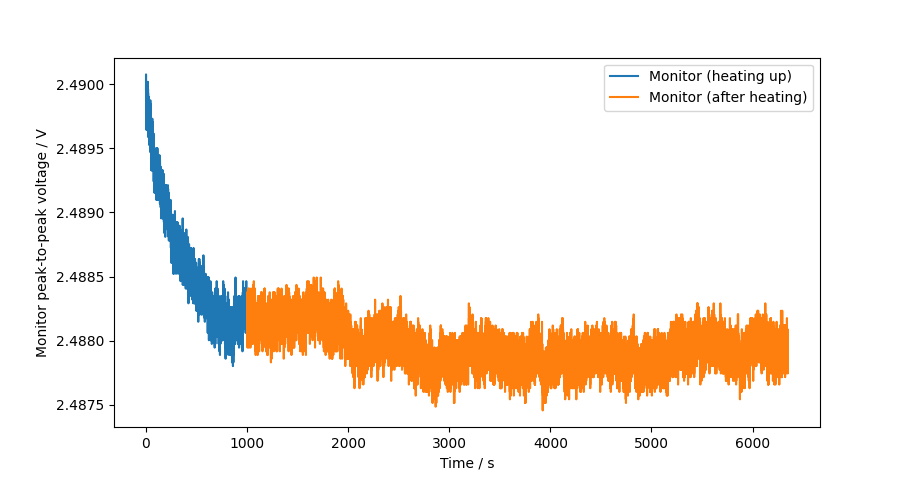 Monitor (heating up)
Monitor (after heating)
Monitor peak-to-peak voltage / V
2.4900
2.4895
2.4890
2.4885
2.4880
2.4875
0 1000 2000 3000 4000 5000 6000
Time / s